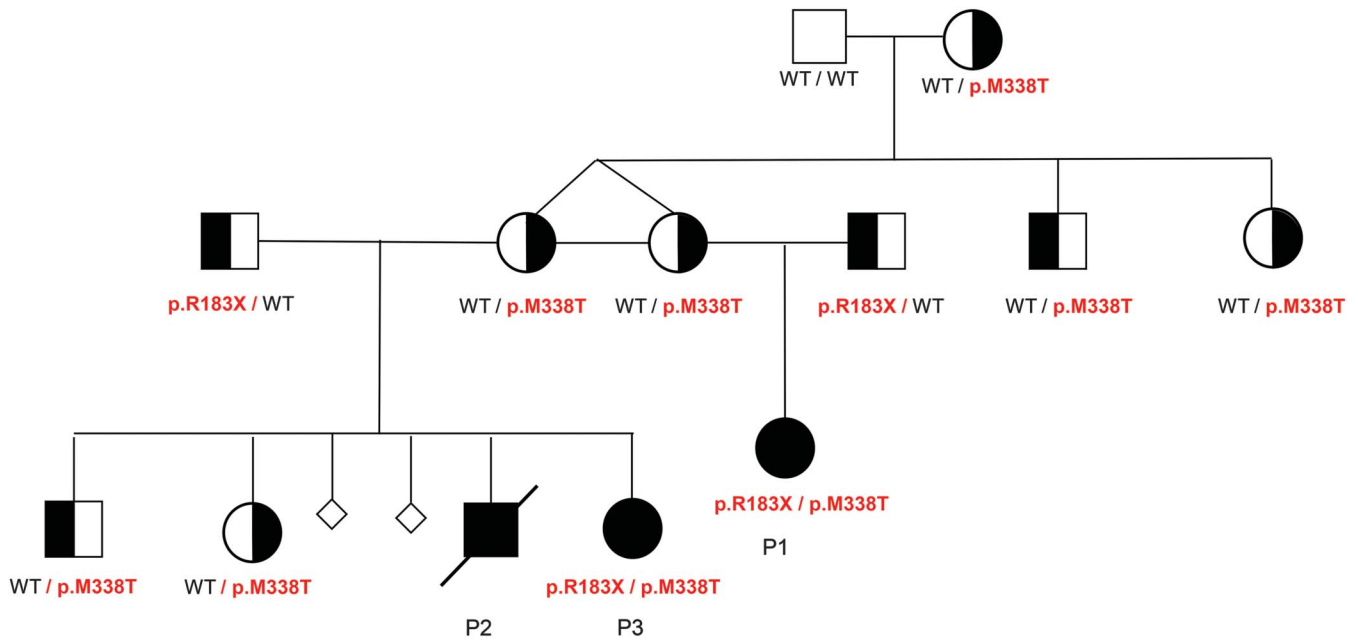 WT / WT
WT / p.M338T
p.R183X / WT
WT / p.M338T
WT / p.M338T
p.R183X / WT
WT / p.M338T
WT / p.M338T
p.R183X / p.M338T
P1
WT / p.M338T
WT / p.M338T
p.R183X / p.M338T
P2
P3